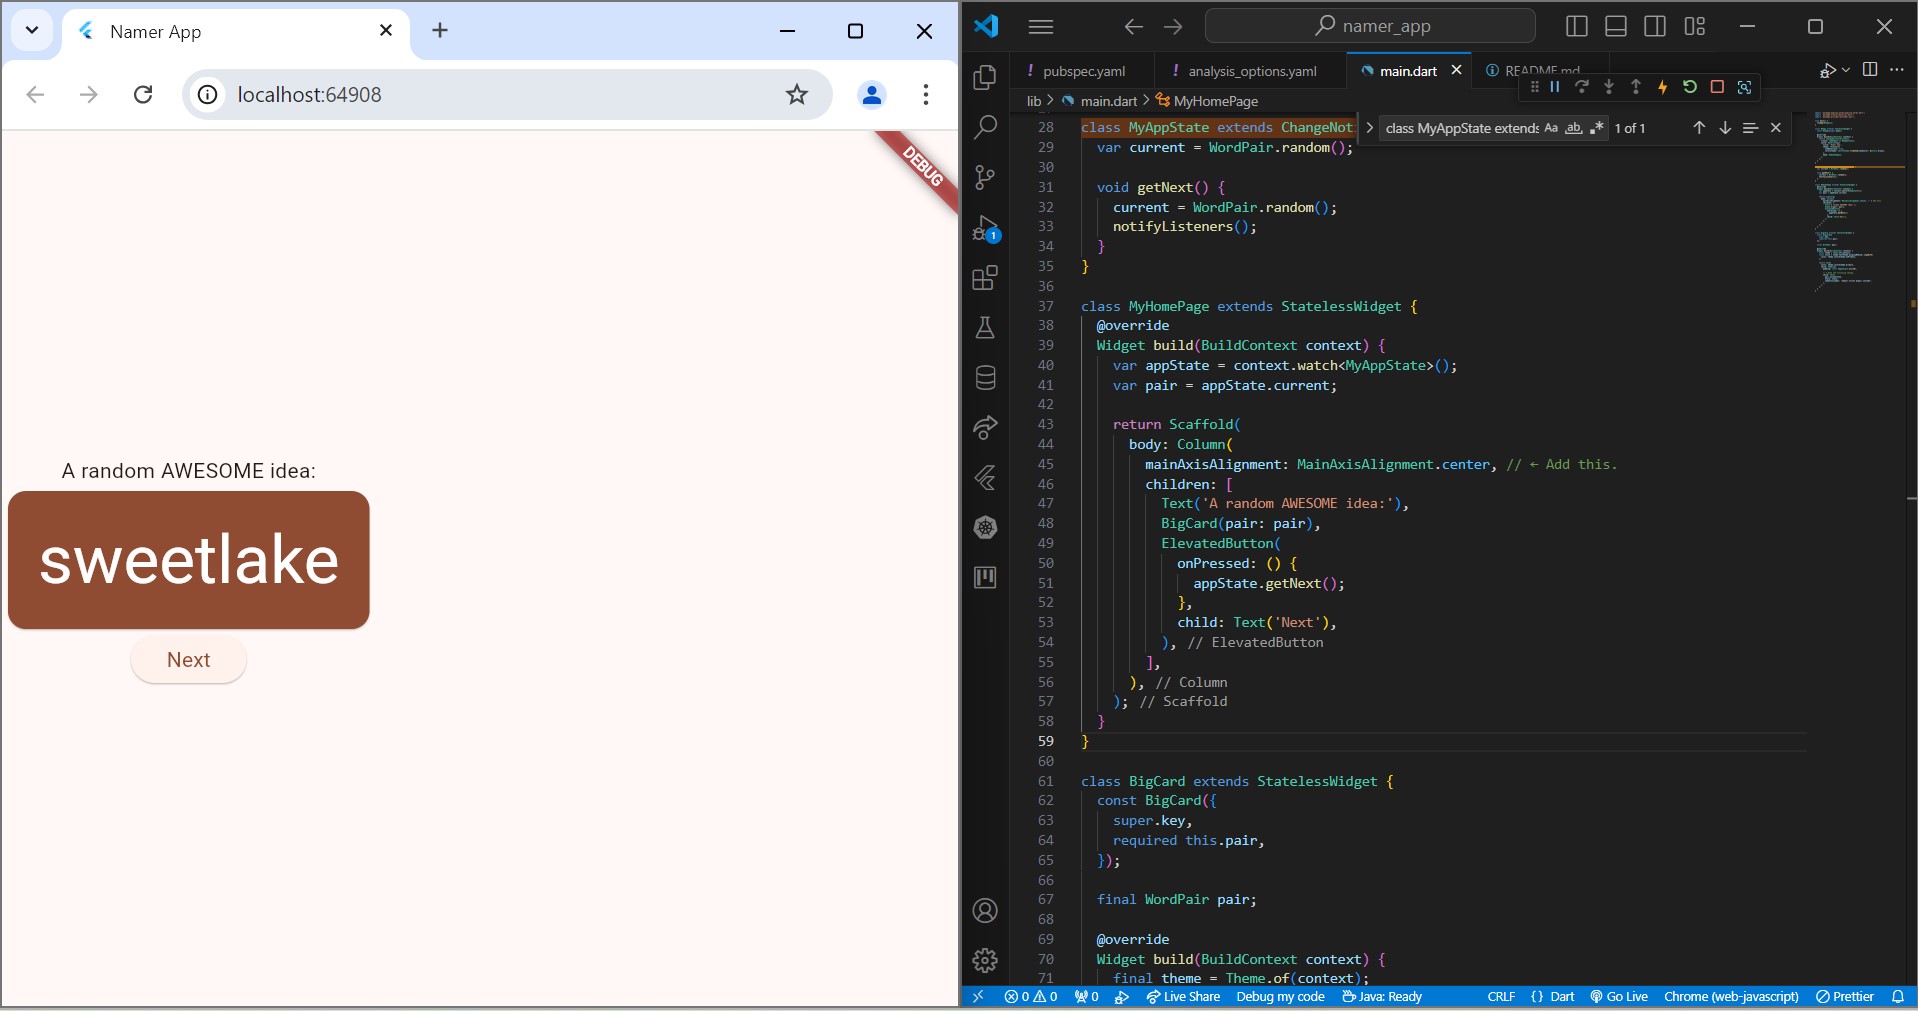 Namer App
localhost:64908
DEBUG
A random AWESOME idea:
sweetlake
Next
namer_app
pubspec.yaml
analysis_options.yaml
main.dart
README.md
lib > main.dart > MyHomePage
class MyAppState extends
Aa ab 1 of 1
1
28 class MyAppState extends ChangeNot
29 var current = WordPair.random();
30
31 void getNext() {
32 current = WordPair.random();
33 notifyListeners();
34 }
35 }
36
37 class MyHomePage extends StatelessWidget {
38 @override
39 Widget build(BuildContext context) {
40 var appState = context.watch<MyAppState>();
41 var pair = appState.current;
42
43 return Scaffold(
44 body: Column(
45 mainAxisAlignment: MainAxisAlignment.center, // ← Add this.
46 children: [
47 Text('A random AWESOME idea:'),
48 BigCard(pair: pair),
49 ElevatedButton(
50 onPressed: () {
51 appState.getNext();
52 },
53 child: Text('Next'),
54 ), // ElevatedButton
55 ],
56 ), // Column
57 ); // Scaffold
58 }
59 }
60
61 class BigCard extends StatelessWidget {
62 const BigCard({
63 super.key,
64 required this.pair,
65 });
66
67 final WordPair pair;
68
69 @override
70 Widget build(BuildContext context) {
71 final theme = Theme.of(context);
0 0 0 Live Share Debug my code Java: Ready CRLF {} Dart Go Live Chrome (web-javascript) Prettier